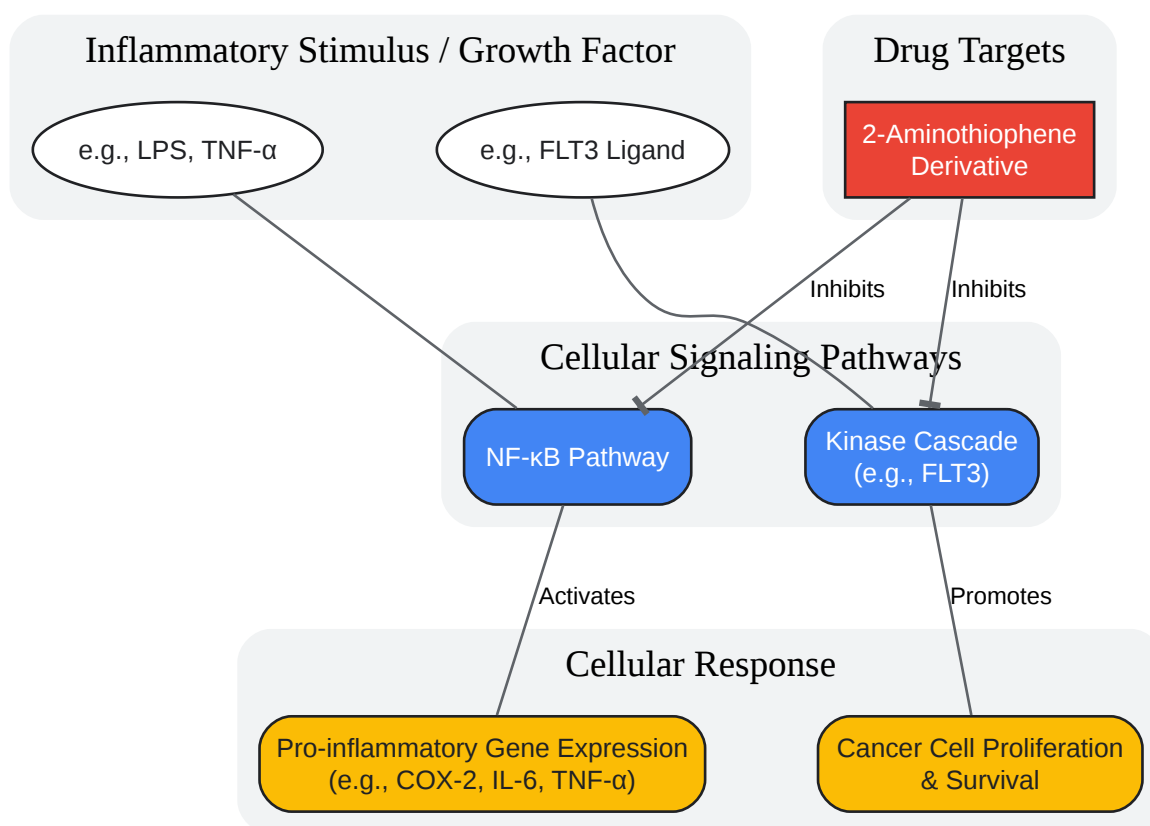 Inflammatory Stimulus / Growth Factor
Drug Targets
e.g., LPS, TNF-α
e.g., FLT3 Ligand
2-Aminothiophene
Derivative
Inhibits
Inhibits
Cellular Signaling Pathways
NF-κB Pathway
Kinase Cascade
(e.g., FLT3)
Activates
Promotes
Cellular Response
Pro-inflammatory Gene Expression
(e.g., COX-2, IL-6, TNF-α)
Cancer Cell Proliferation
& Survival